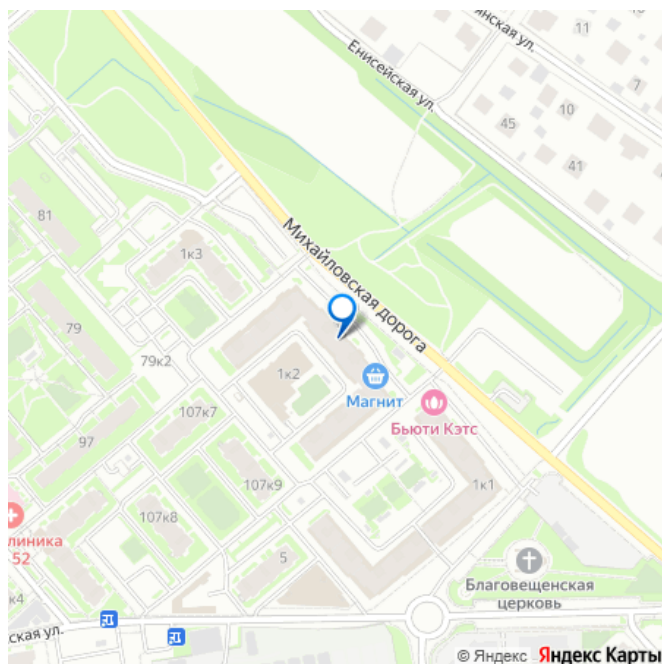 янская ул.
Енисейская ул.
11
7
10
45
41
81
1к3
Михайловская дорога
79
79к2
1к2
Магнит
107к7
Бьюти Кэтс
97
107к9
1к1
107к8
линика
52
5
Благовещенская
церковь
к4
ская ул.
© Яндекс Яндекс Карты